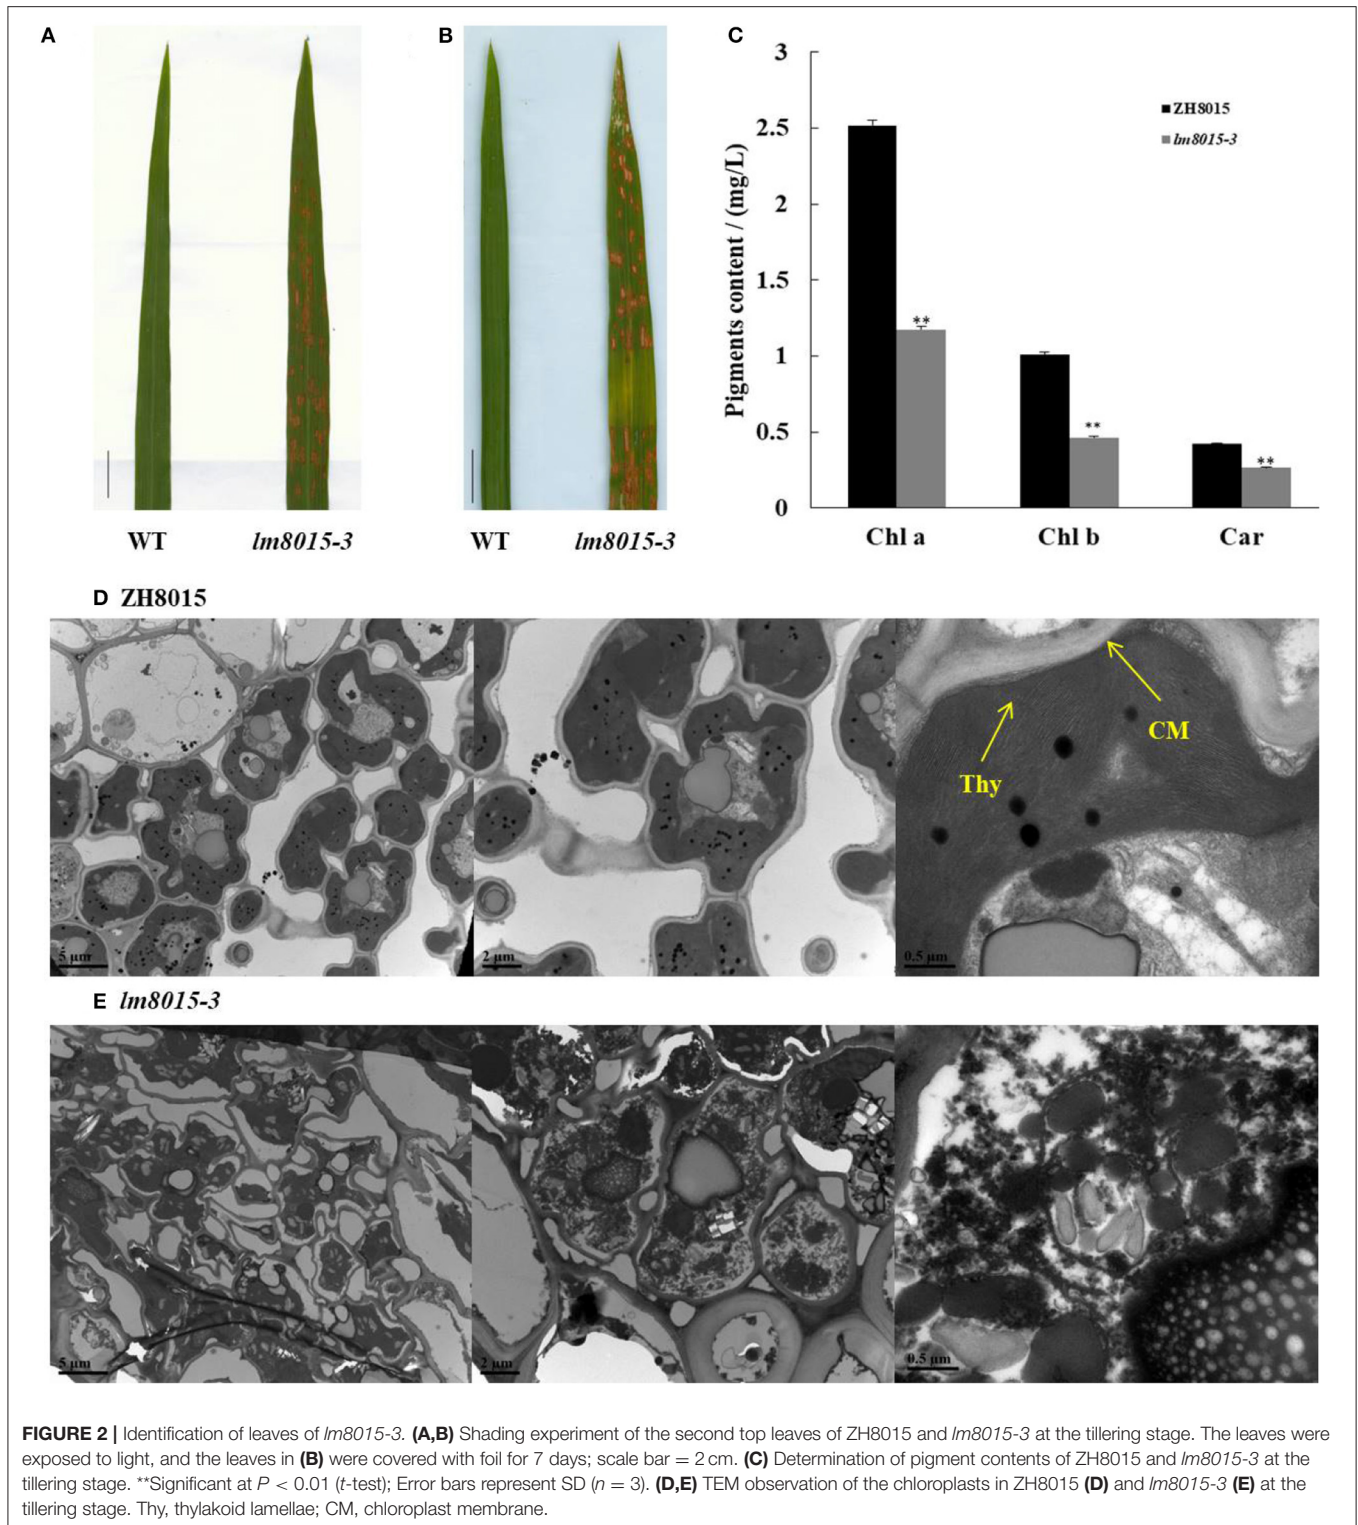 A
B
C
WT
lm8015-3
WT
lm8015-3
3
2.5
2
1.5
1
0.5
0
Pigments content / (mg/L)
ZH8015
lm8015-3
**
**
**
Chl a
Chl b
Car
D ZH8015
5 µm
2 µm
0.5 µm
Thy
CM
E lm8015-3
5 µm
2 µm
0.5 µm
FIGURE 2 | Identification of leaves of lm8015-3. (A,B) Shading experiment of the second top leaves of ZH8015 and lm8015-3 at the tillering stage. The leaves were
exposed to light, and the leaves in (B) were covered with foil for 7 days; scale bar = 2 cm. (C) Determination of pigment contents of ZH8015 and lm8015-3 at the
tillering stage. **Significant at P < 0.01 (t-test); Error bars represent SD (n = 3). (D,E) TEM observation of the chloroplasts in ZH8015 (D) and lm8015-3 (E) at the
tillering stage. Thy, thylakoid lamellae; CM, chloroplast membrane.